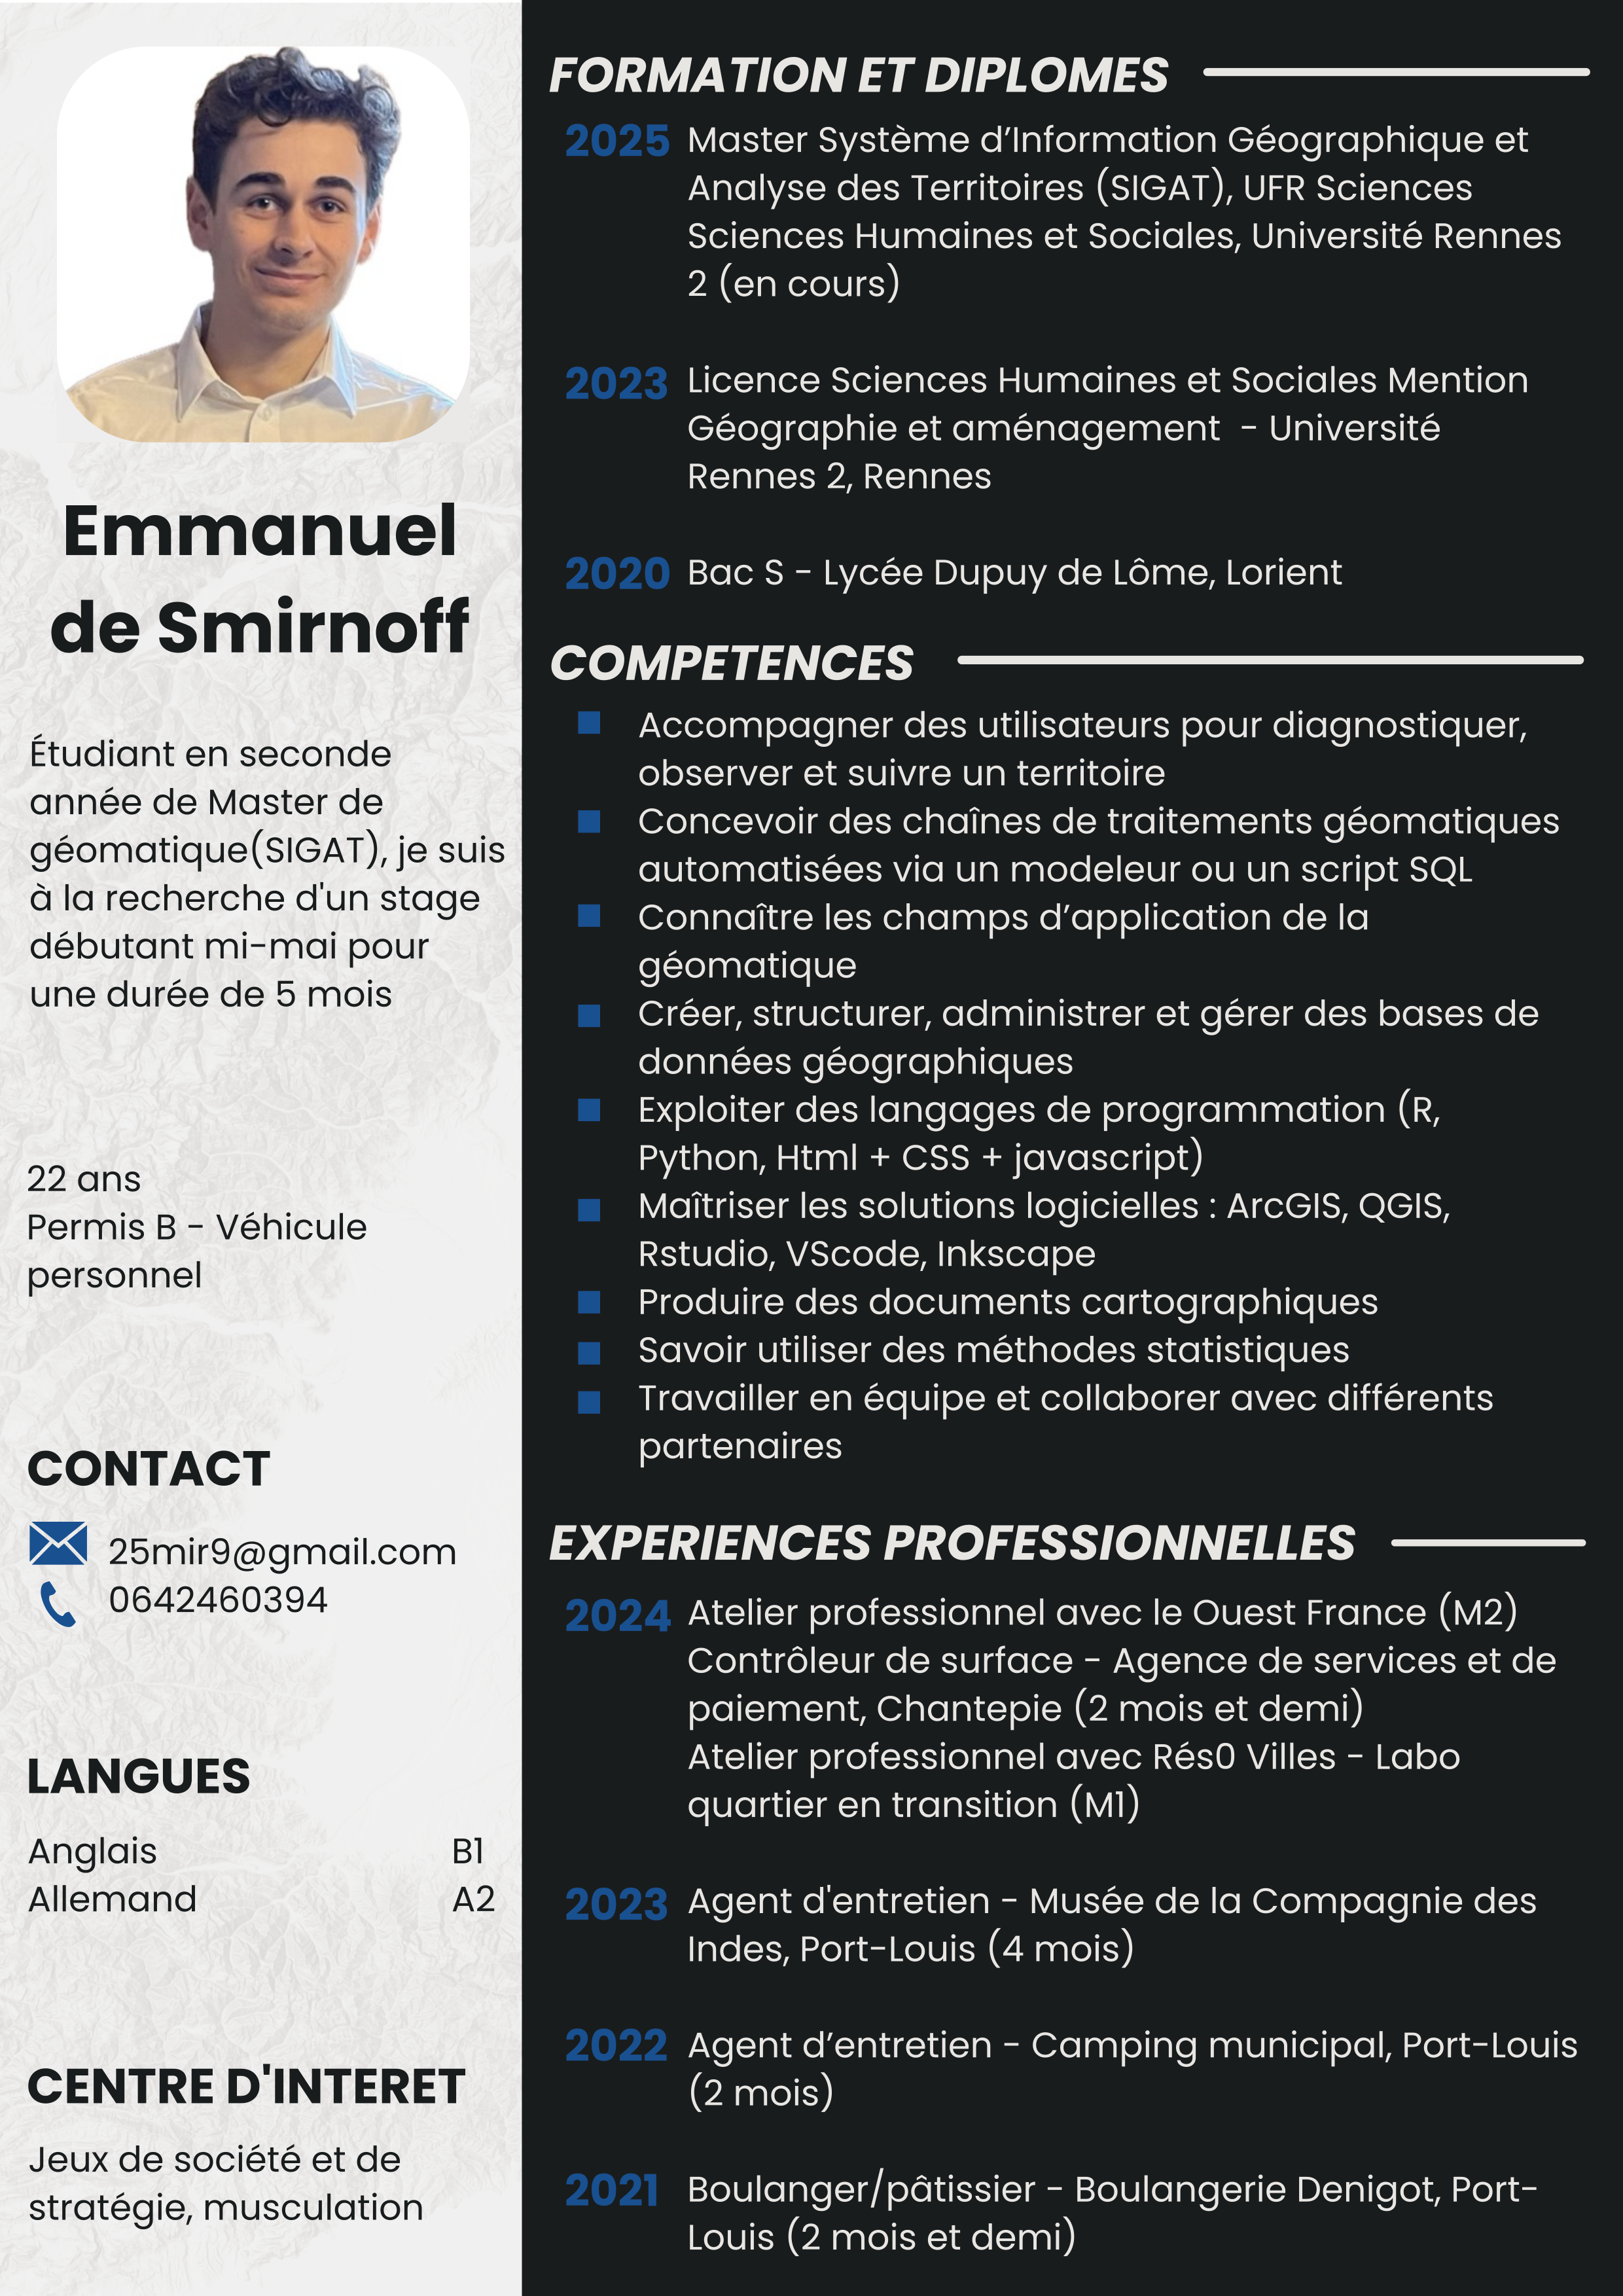 Emmanuel
de Smirnoff
Étudiant en seconde
année de Master de
géomatique(SIGAT), je suis
à la recherche d'un stage
débutant mi-mai pour
une durée de 5 mois
22 ans
Permis B - Véhicule
personnel
CONTACT
25mir9@gmail.com
0642460394
LANGUES
Anglais B1
Allemand A2
CENTRE D'INTERET
Jeux de société et de
stratégie, musculation
FORMATION ET DIPLOMES
2025 Master Système d’Information Géographique et
Analyse des Territoires (SIGAT), UFR Sciences
Sciences Humaines et Sociales, Université Rennes
2 (en cours)
2023 Licence Sciences Humaines et Sociales Mention
Géographie et aménagement - Université
Rennes 2, Rennes
2020 Bac S - Lycée Dupuy de Lôme, Lorient
COMPETENCES
Accompagner des utilisateurs pour diagnostiquer,
observer et suivre un territoire
Concevoir des chaînes de traitements géomatiques
automatisées via un modeleur ou un script SQL
Connaître les champs d’application de la
géomatique
Créer, structurer, administrer et gérer des bases de
données géographiques
Exploiter des langages de programmation (R,
Python, Html + CSS + javascript)
Maîtriser les solutions logicielles : ArcGIS, QGIS,
Rstudio, VScode, Inkscape
Produire des documents cartographiques
Savoir utiliser des méthodes statistiques
Travailler en équipe et collaborer avec différents
partenaires
EXPERIENCES PROFESSIONNELLES
2024 Atelier professionnel avec le Ouest France (M2)
Contrôleur de surface - Agence de services et de
paiement, Chantepie (2 mois et demi)
Atelier professionnel avec Rés0 Villes - Labo
quartier en transition (M1)
2023 Agent d'entretien - Musée de la Compagnie des
Indes, Port-Louis (4 mois)
2022 Agent d’entretien - Camping municipal, Port-Louis
(2 mois)
2021 Boulanger/pâtissier - Boulangerie Denigot, Port-
Louis (2 mois et demi)